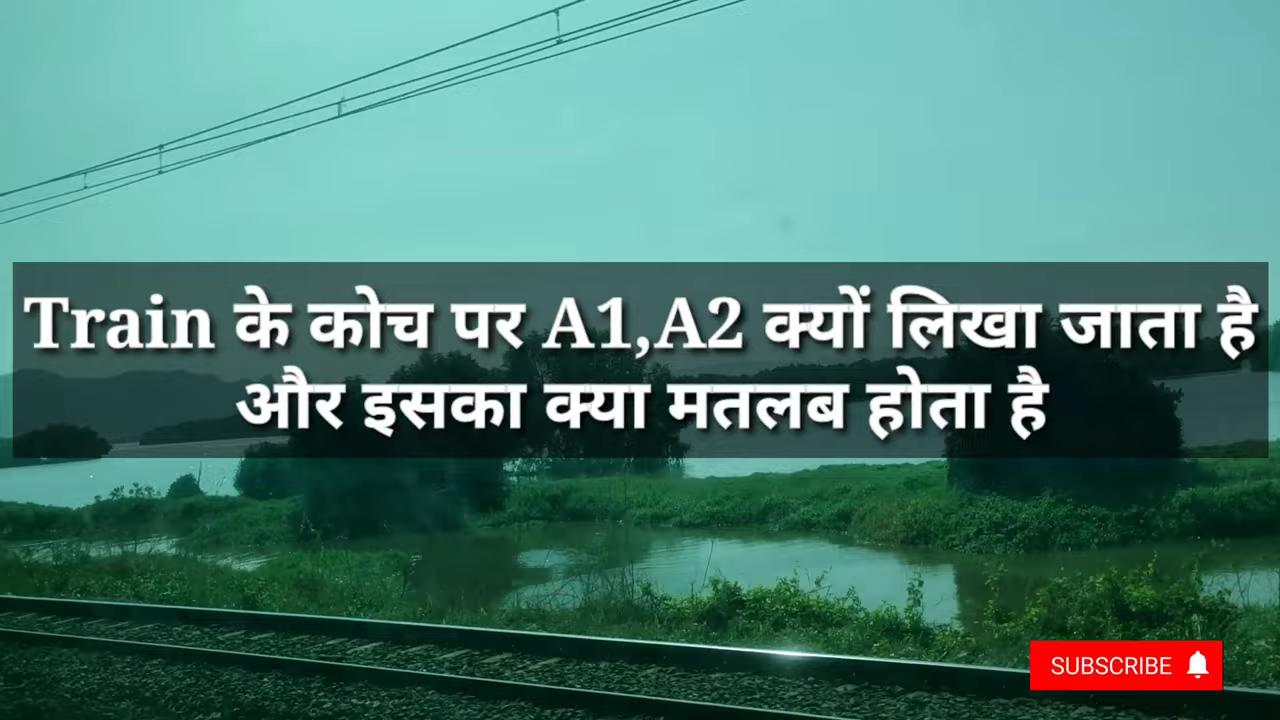 Train के कोच पर A1,A2 क्यों लिखा जाता है
और इसका क्या मतलब होता है
SUBSCRIBE